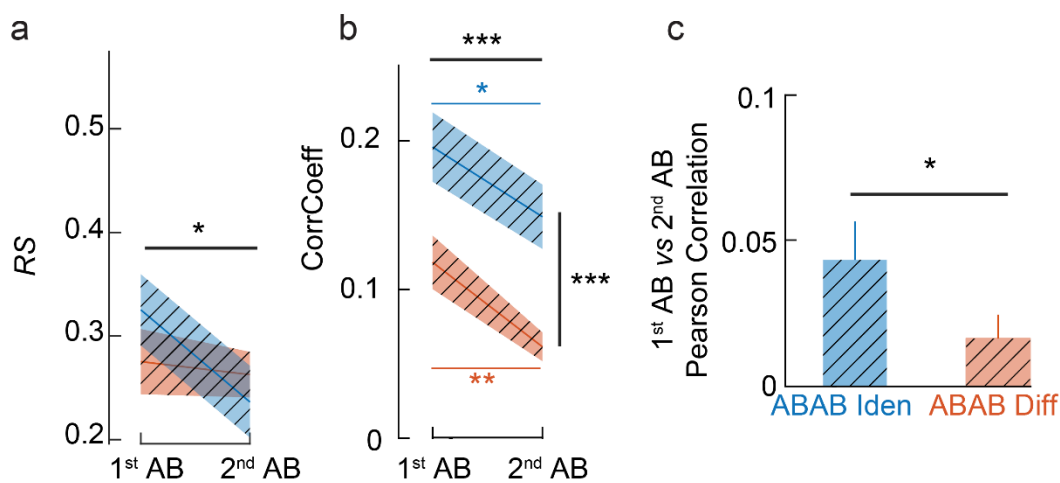 a
RS
0.5
0.4
0.3
0.2
*
1st AB
2nd AB
b
CorrCoeff
0.2
0.1
0
***
*
***
**
1st AB
2nd AB
c
1st AB vs 2nd AB
Pearson Correlation
0.1
0.05
0
*
ABAB Iden
ABAB Diff